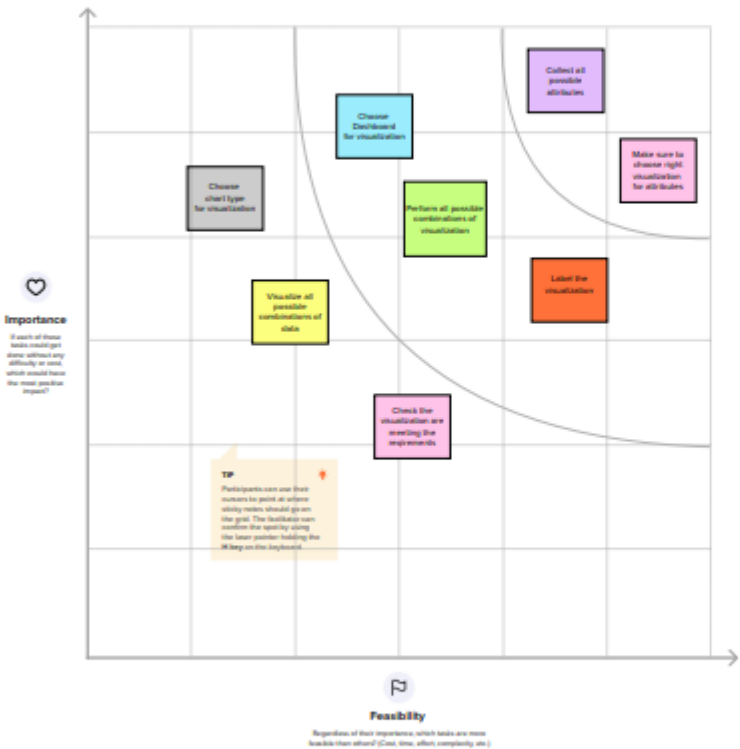 Collect all
possible
attributes
Choose
Dashboard
for visualization
Make sure to
choose right
visualization
for attributes
Choose
chart type
for visualization
Perform all possible
combinations of
visualization
Label the
visualization
Visualize all
possible
combinations of
data
Importance
If each of these
tasks could get
done without any
difficulty or cost,
which would have
the most positive
impact?
Check the
visualization are
meeting the
reqirements
TIP
Participants can use their
cursors to point at where
sticky notes should go on
the grid. The facilitator can
confirm the spot by using
the laser pointer holding the
H key on the keyboard.
Feasibility
Regardless of their importance, which tasks are more
feasible than others? (Cost, time, effort, complexity, etc.)